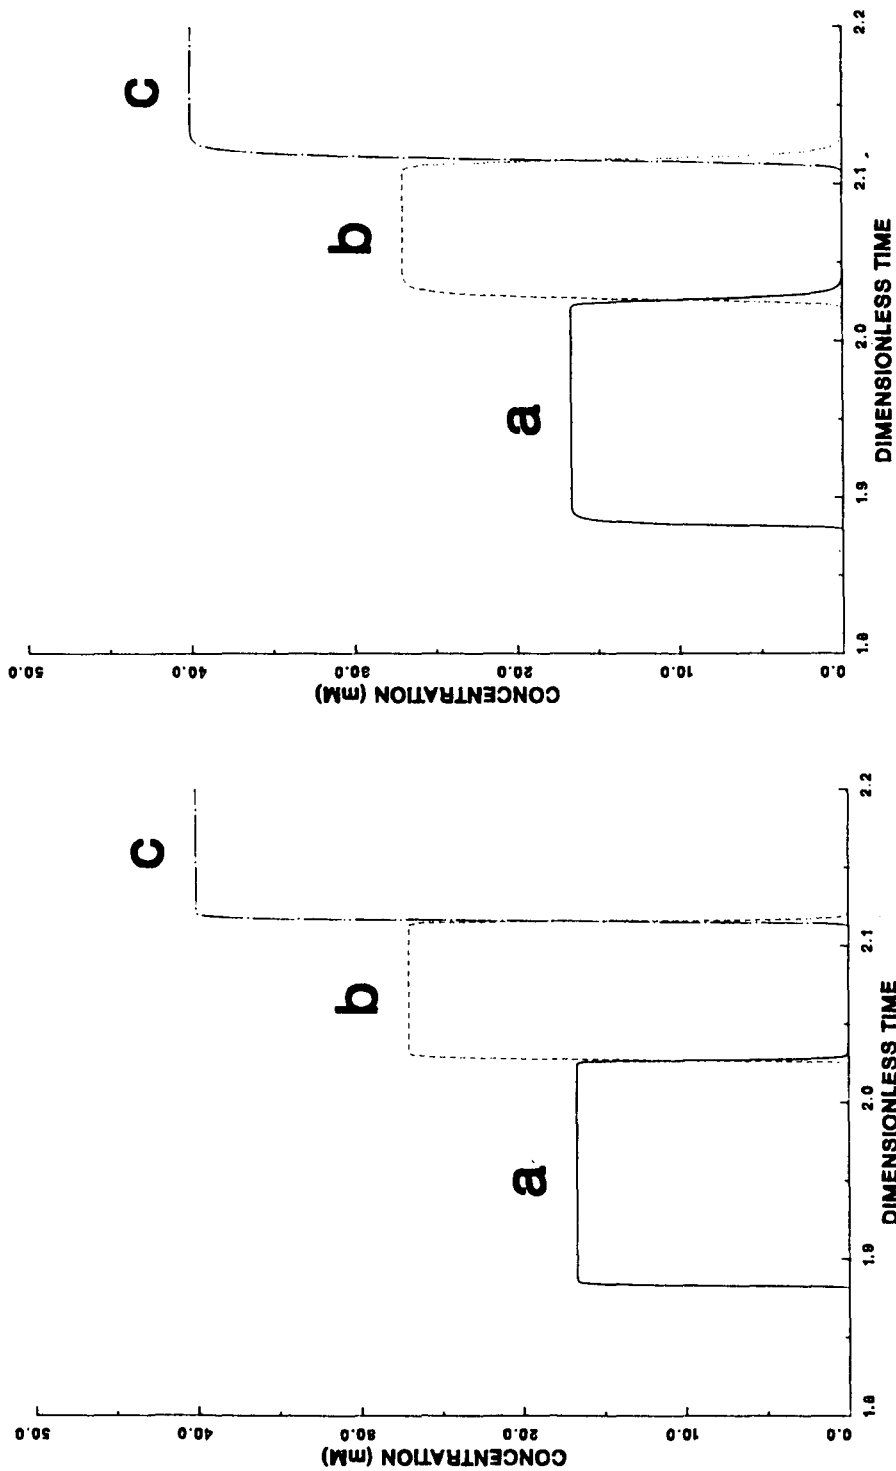 50.0
40.0
30.0
20.0
10.0
0.0
CONCENTRATION (mM)
a
b
c
1.8
1.9
2.0
2.1
2.2
DIMENSIONLESS TIME
50.0
40.0
30.0
20.0
10.0
0.0
CONCENTRATION (mM)
a
b
c
1.8
1.9
2.0
2.1
2.2
DIMENSIONLESS TIME